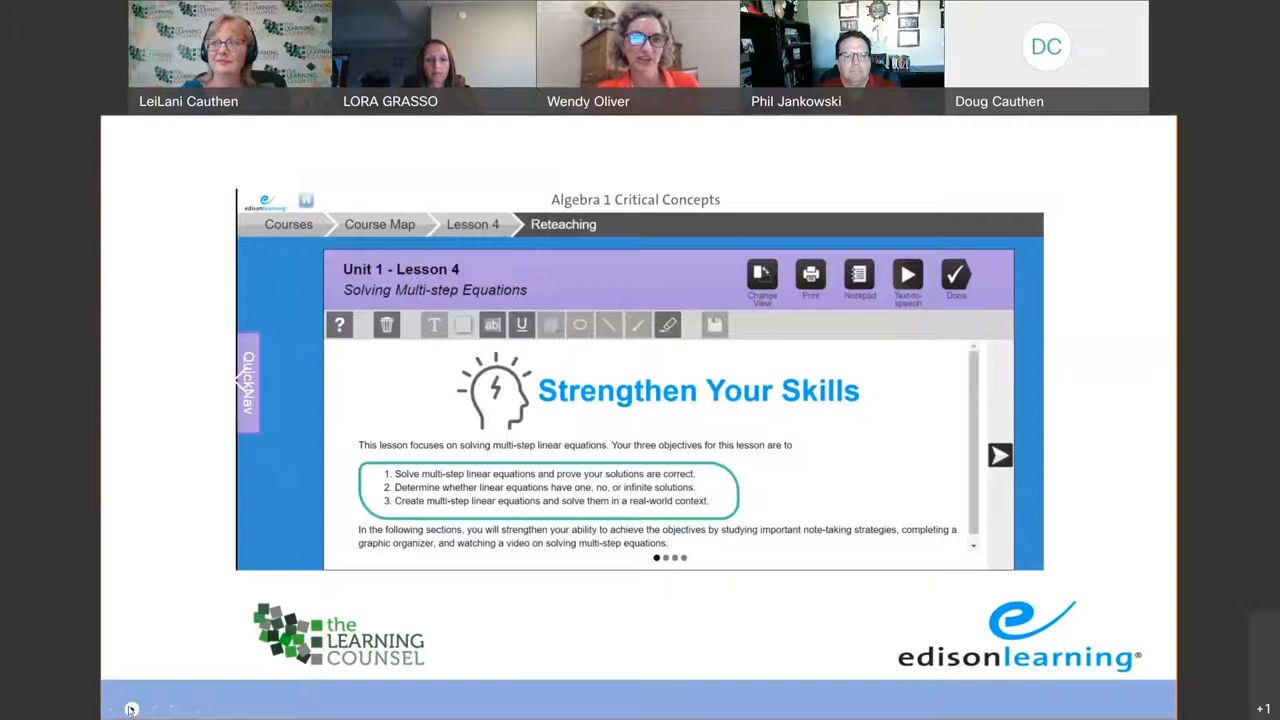 the
LEARNING
COUNSEL
DC
LeiLani Cauthen
LORA GRASSO
Wendy Oliver
Phil Jankowski
Doug Cauthen
edisonlearning
Algebra 1 Critical Concepts
Courses
Course Map
Lesson 4
Reteaching
Unit 1 - Lesson 4
Solving Multi-step Equations
Change View
Print
Notepad
Text-to-speech
Done
? T ab U
QuickNav
Strengthen Your Skills
This lesson focuses on solving multi-step linear equations. Your three objectives for this lesson are to
1. Solve multi-step linear equations and prove your solutions are correct.
2. Determine whether linear equations have one, no, or infinite solutions.
3. Create multi-step linear equations and solve them in a real-world context.
In the following sections, you will strengthen your ability to achieve the objectives by studying important note-taking strategies, completing a
graphic organizer, and watching a video on solving multi-step equations.
the
LEARNING
COUNSEL
edisonlearning®
+1